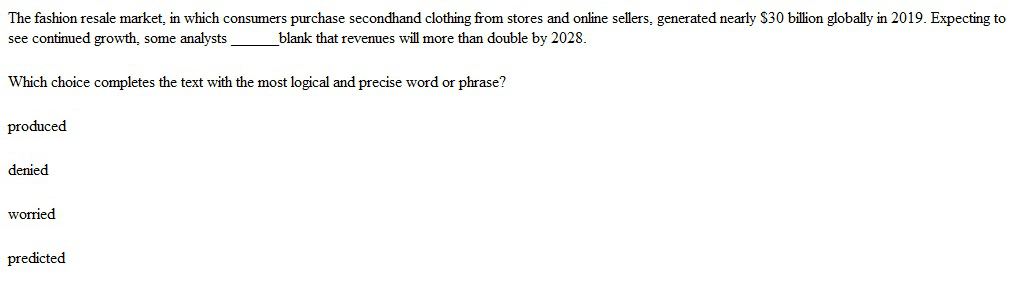 The fashion resale market, in which consumers purchase secondhand clothing from stores and online sellers, generated nearly $30 billion globally in 2019. Expecting to
see continued growth, some analysts ______blank that revenues will more than double by 2028.
Which choice completes the text with the most logical and precise word or phrase?
produced
denied
worried
predicted